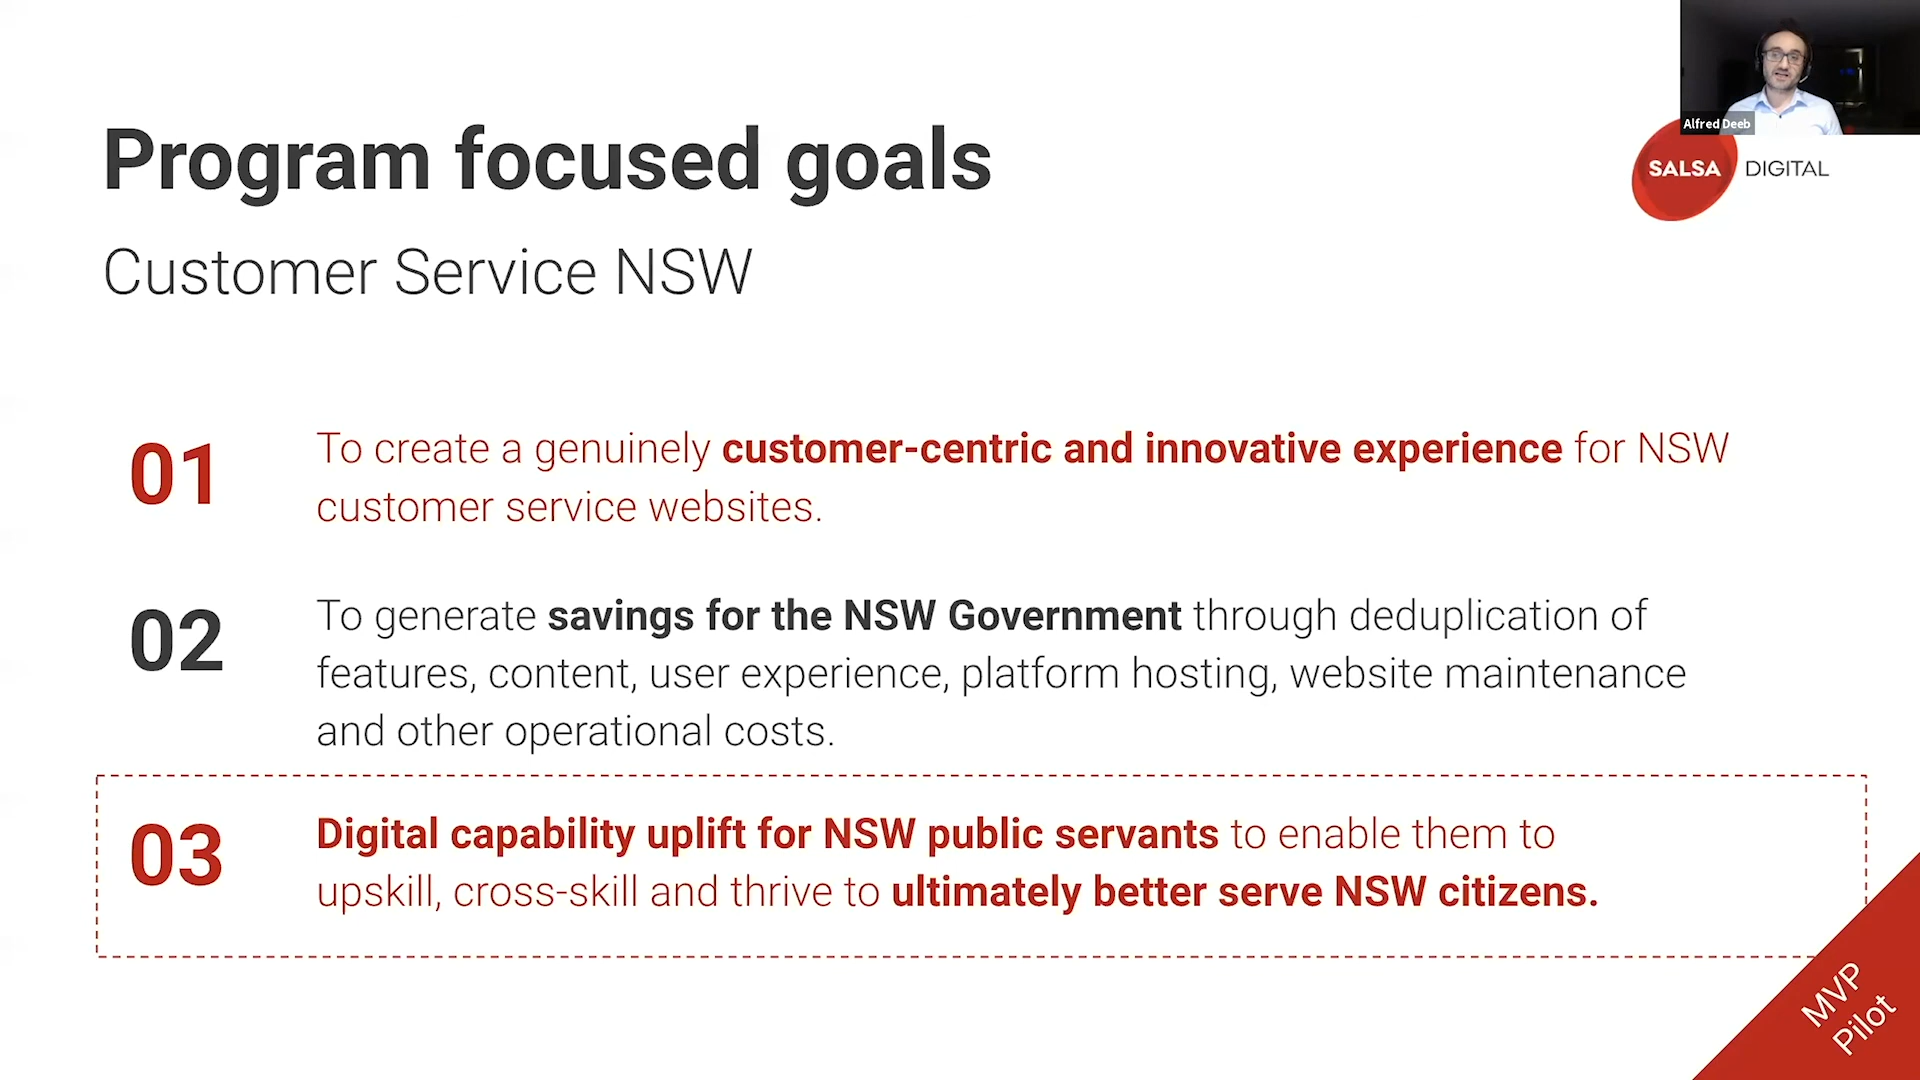 Alfred Deeb
SALSA DIGITAL
Program focused goals
Customer Service NSW
01
To create a genuinely customer-centric and innovative experience for NSW
customer service websites.
02
To generate savings for the NSW Government through deduplication of
features, content, user experience, platform hosting, website maintenance
and other operational costs.
03
Digital capability uplift for NSW public servants to enable them to
upskill, cross-skill and thrive to ultimately better serve NSW citizens.
MVP
Pilot